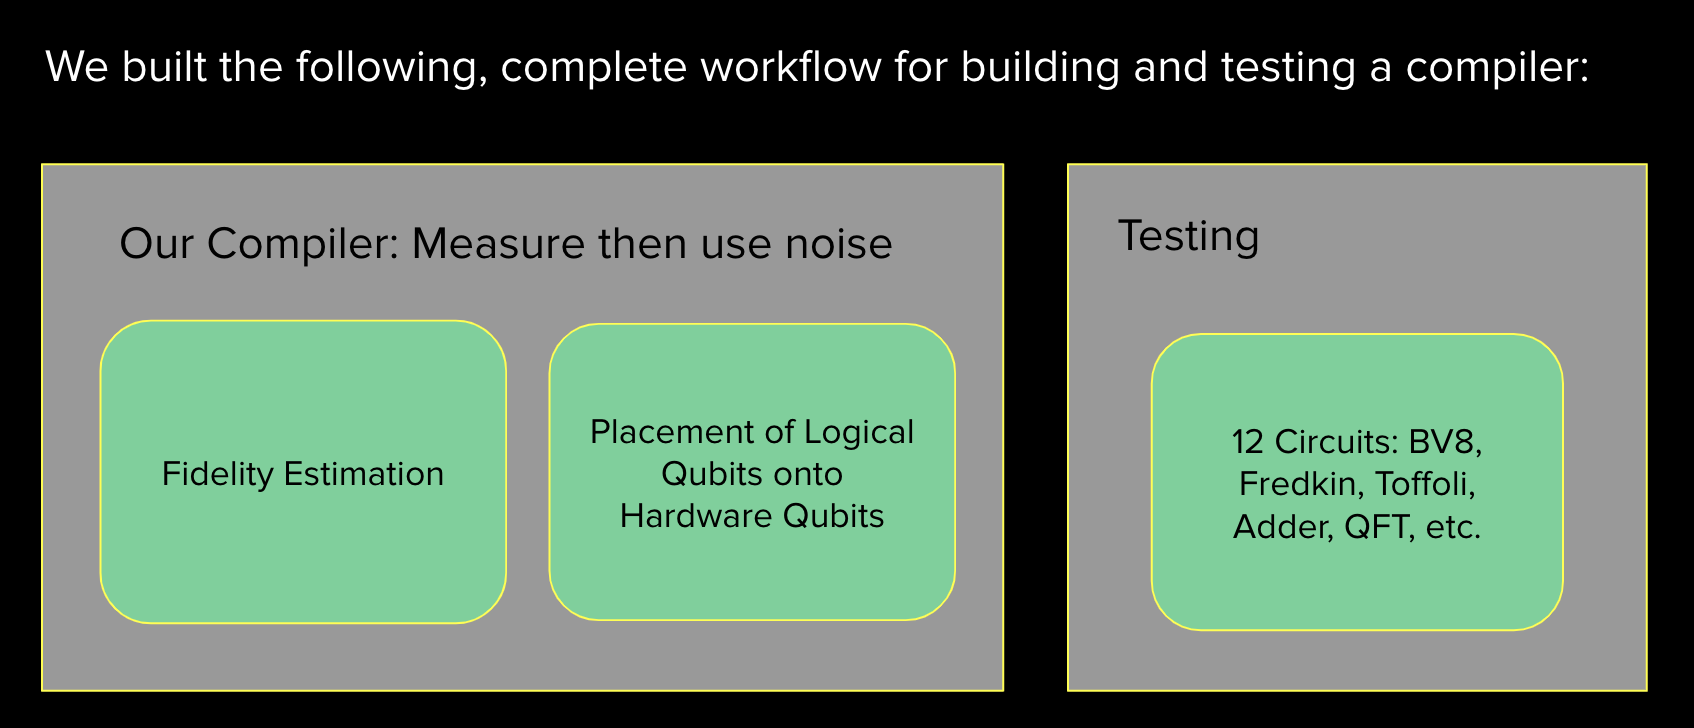 We built the following, complete workflow for building and testing a compiler:
Our Compiler: Measure then use noise
Fidelity Estimation
Placement of Logical
Qubits onto
Hardware Qubits
Testing
12 Circuits: BV8,
Fredkin, Toffoli,
Adder, QFT, etc.